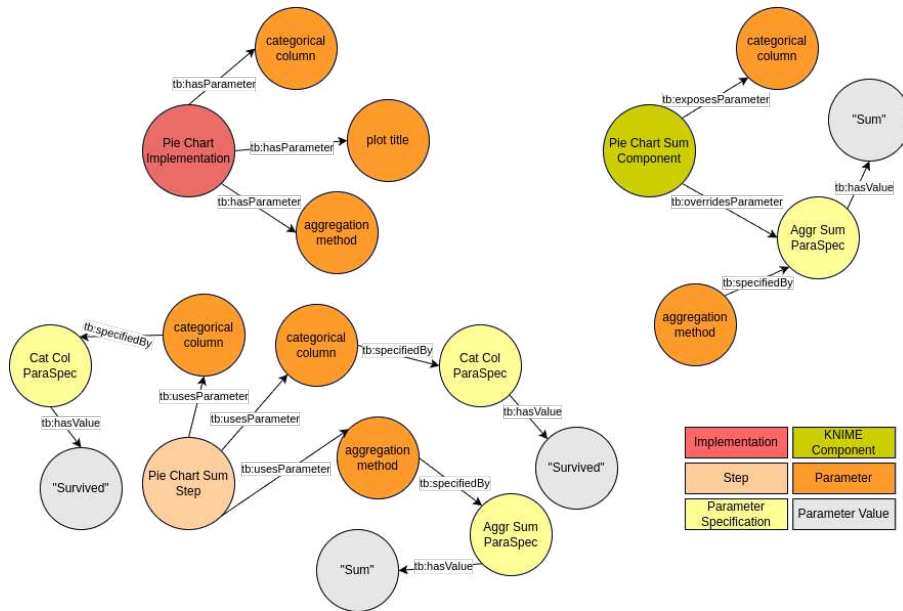 categorical
column
tb:hasParameter
Pie Chart
Implementation
tb:hasParameter
plot title
tb:hasParameter
aggregation
method
categorical
column
tb:exposesParameter
"Sum"
Pie Chart Sum
Component
tb:hasValue
tb:overridesParameter
Aggr Sum
ParaSpec
tb:specifiedBy
aggregation
method
Cat Col
ParaSpec
tb:specifiedBy
categorical
column
categorical
column
tb:specifiedBy
Cat Col
ParaSpec
tb:usesParameter
tb:hasValue
tb:usesParameter
tb:hasValue
"Survived"
Pie Chart Sum
Step
tb:usesParameter
aggregation
method
tb:specifiedBy
"Survived"
Aggr Sum
ParaSpec
"Sum"
tb:hasValue
Implementation
KNIME
Component
Step
Parameter
Parameter
Specification
Parameter Value